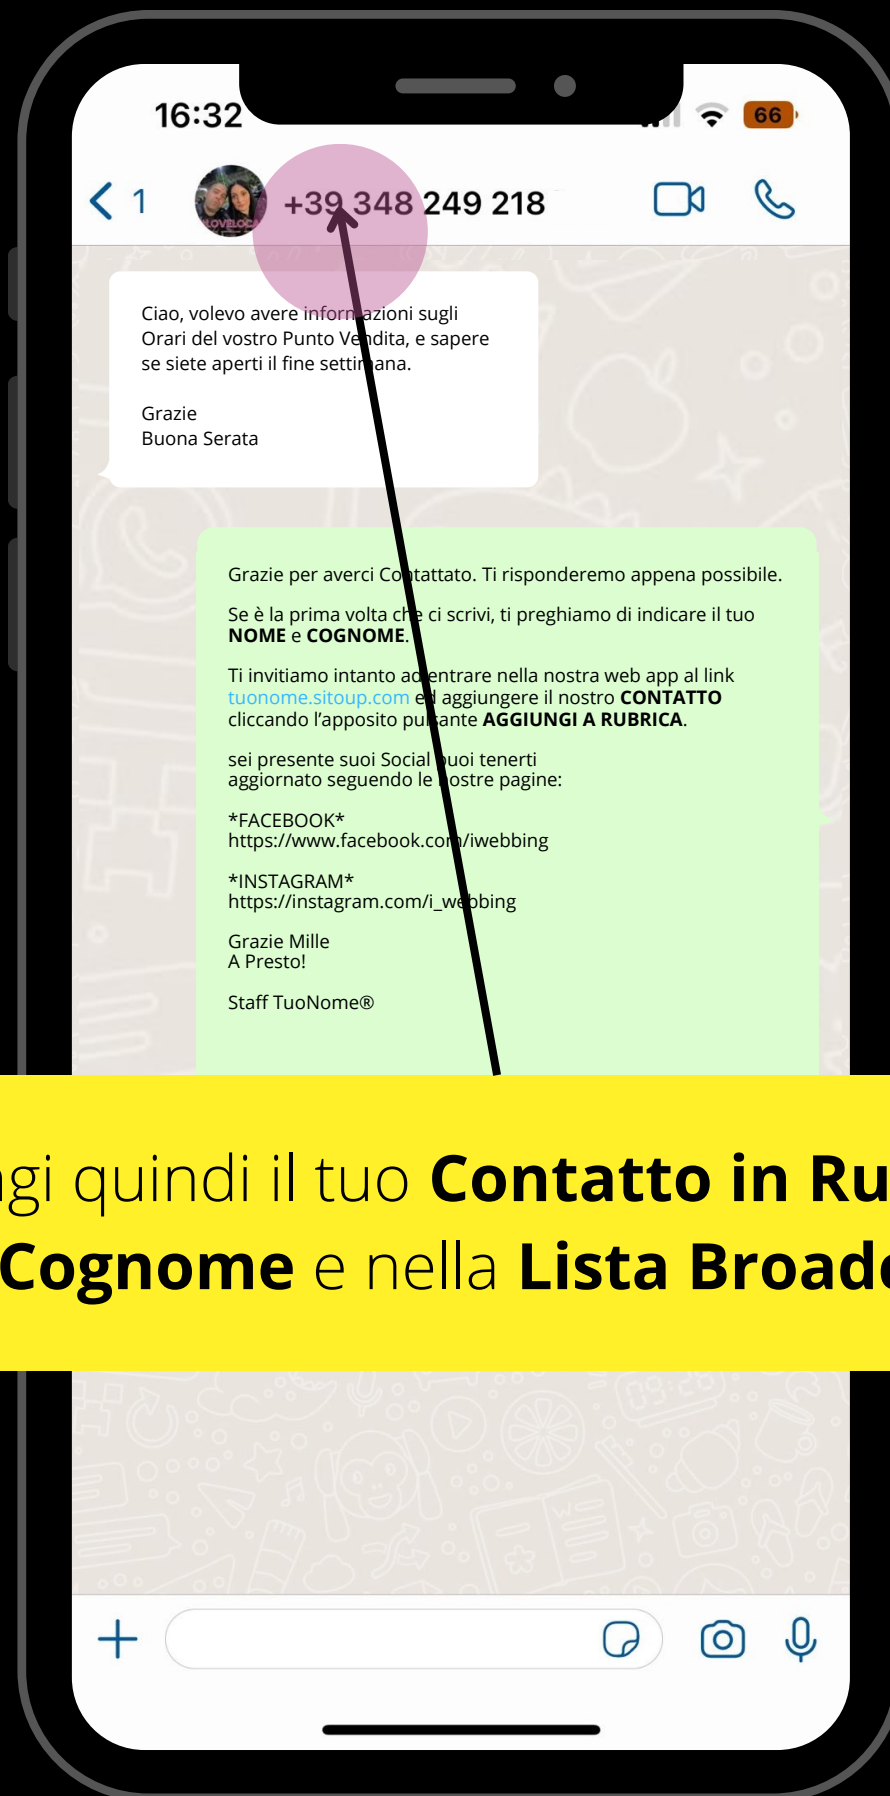 16:32
66
1
+39 348 249 218
LOVELOCA
Ciao, volevo avere informazioni sugli
Orari del vostro Punto Vendita, e sapere
se siete aperti il fine settimana.
Grazie
Buona Serata
Grazie per averci Contattato. Ti risponderemo appena possibile.
Se è la prima volta che ci scrivi, ti preghiamo di indicare il tuo
NOME e COGNOME.
Ti invitiamo intanto ad entrare nella nostra web app al link
tuonome.sitoup.com ed aggiungere il nostro CONTATTO
cliccando l'apposito pulsante AGGIUNGI A RUBRICA.
sei presente suoi Social puoi tenerti
aggiornato seguendo le nostre pagine:
*FACEBOOK*
https://www.facebook.com/iwebbing
*INSTAGRAM*
https://instagram.com/i_webbing
Grazie Mille
A Presto!
Staff TuoNome®
gi quindi il tuo Contatto in Ru
Cognome e nella Lista Broad
09:20